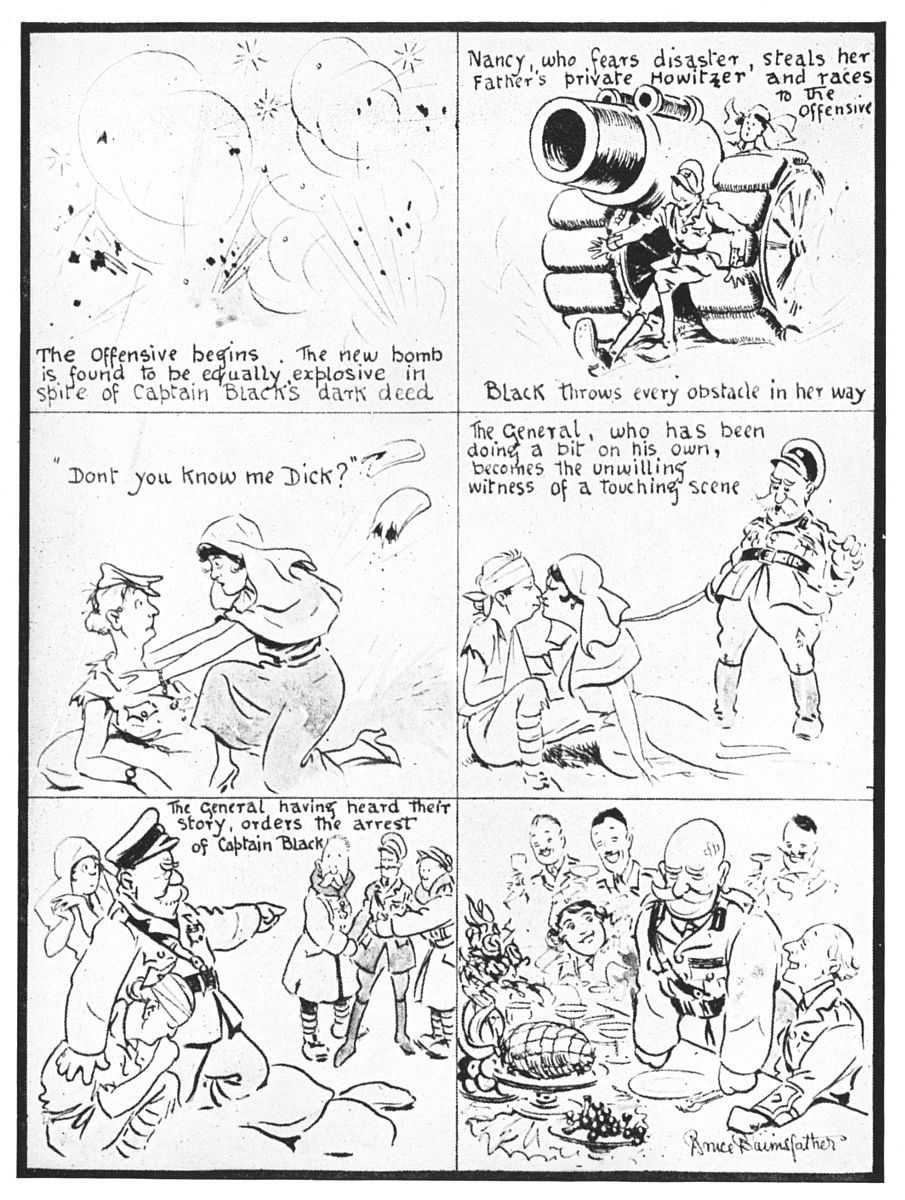 The Offensive begins. The new bomb
is found to be equally explosive in
spite of Captain Black's dark deed
Nancy, who fears disaster, steals her
Father's private Howitzer and races
to the
Offensive
Black throws every obstacle in her way
"Dont you know me Dick?"
The General, who has been
doing a bit on his own,
becomes the unwilling
witness of a touching scene
The General having heard their
story, orders the arrest
of Captain Black
Bruce Bairnsfather